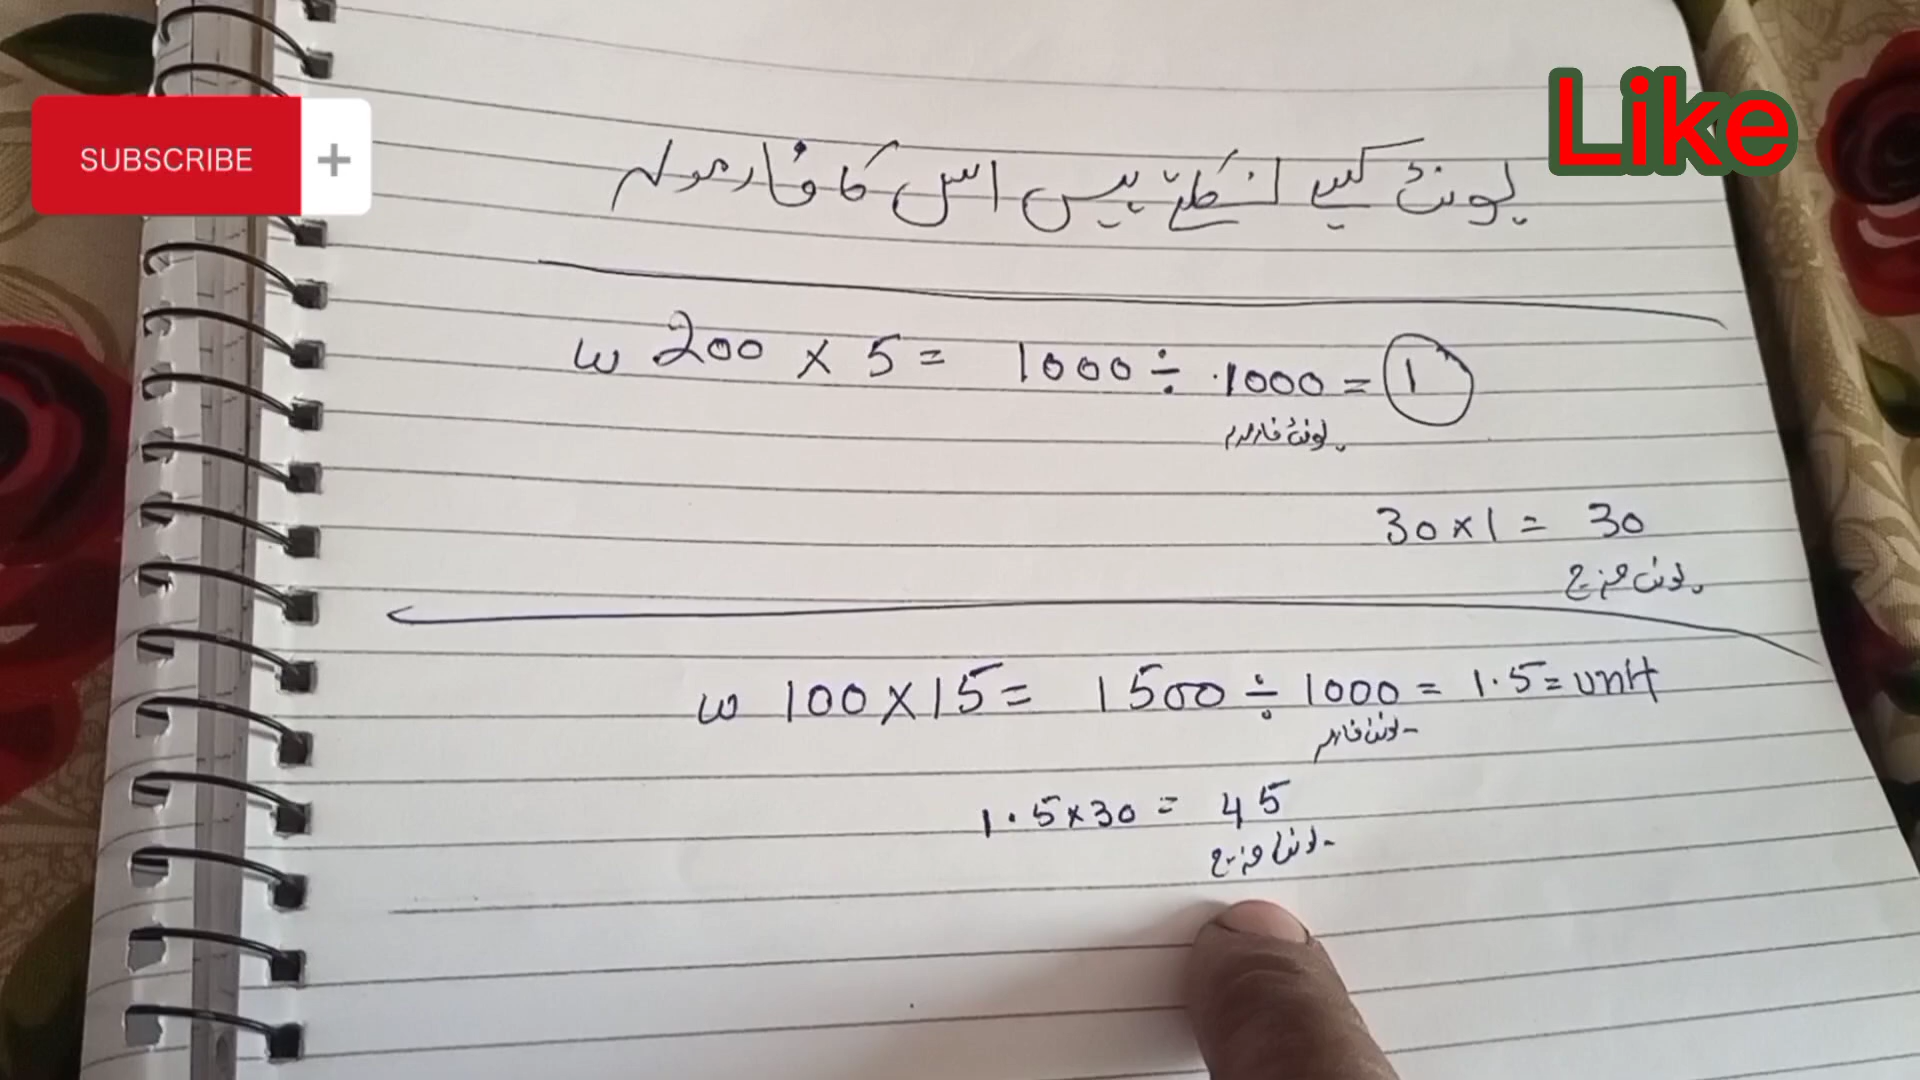 SUBSCRIBE +
Like
یونٹ کیسے نکلتے ہیں اس کا فارمولہ
W 200 × 5 = 1000 ÷ 1000 = 1
یونٹ فارمولہ
30 × 1 = 30
یونٹ خرچ
W 100 × 15 = 1500 ÷ 1000 = 1.5 = unit
یونٹ
1.5 × 30 = 45
یونٹ خرچ